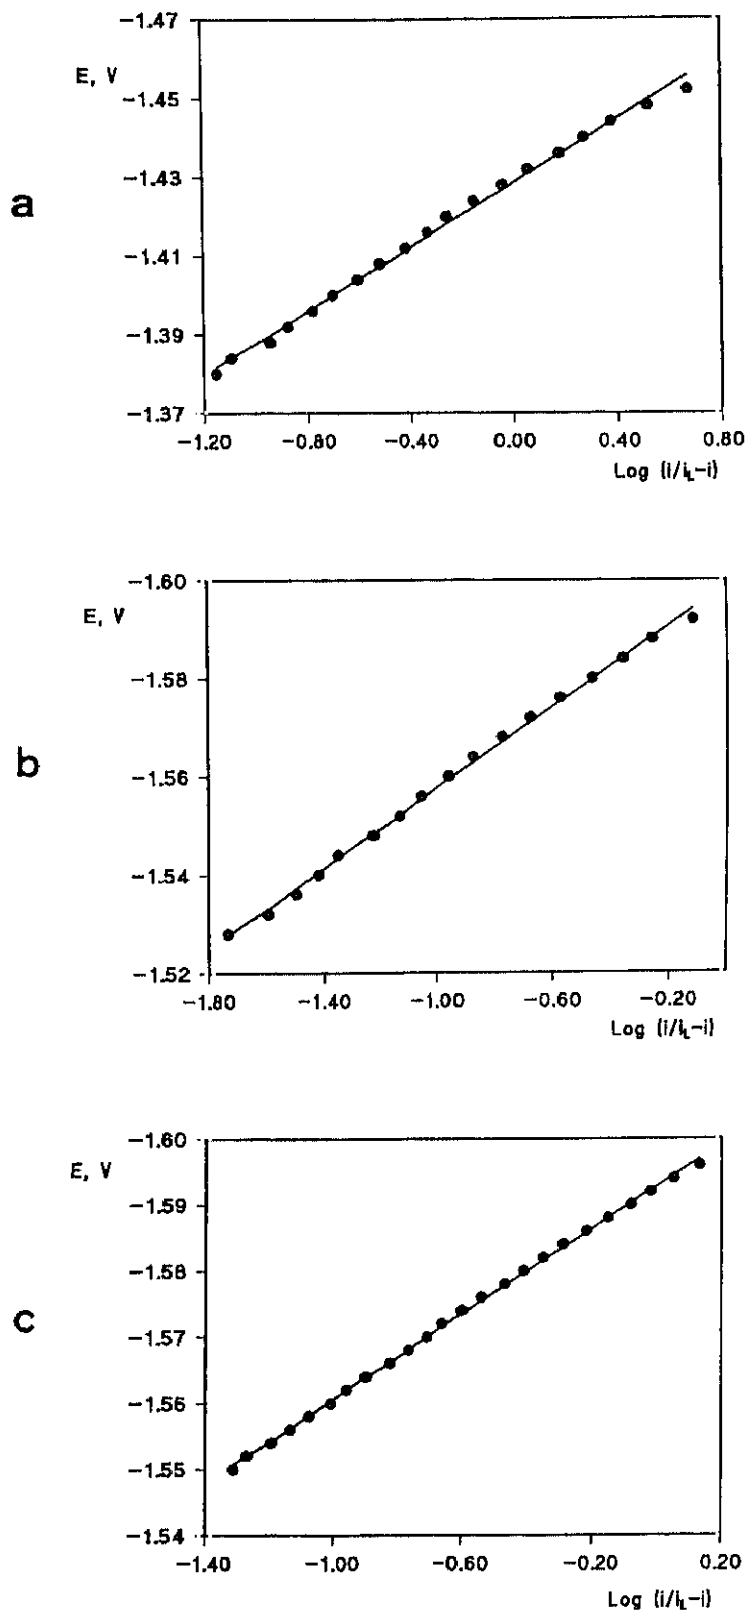 −1.47
E, V
−1.45
a
−1.43
−1.41
−1.39
−1.37
−1.20 −0.80 −0.40 0.00 0.40 0.80
Log (i/iL-i)
−1.60
E, V
−1.58
b
−1.56
−1.54
−1.52
−1.80 −1.40 −1.00 −0.60 −0.20
Log (i/iL-i)
−1.60
E, V
−1.59
−1.58
c
−1.57
−1.56
−1.55
−1.54
−1.40 −1.00 −0.60 −0.20 0.20
Log (i/iL-i)